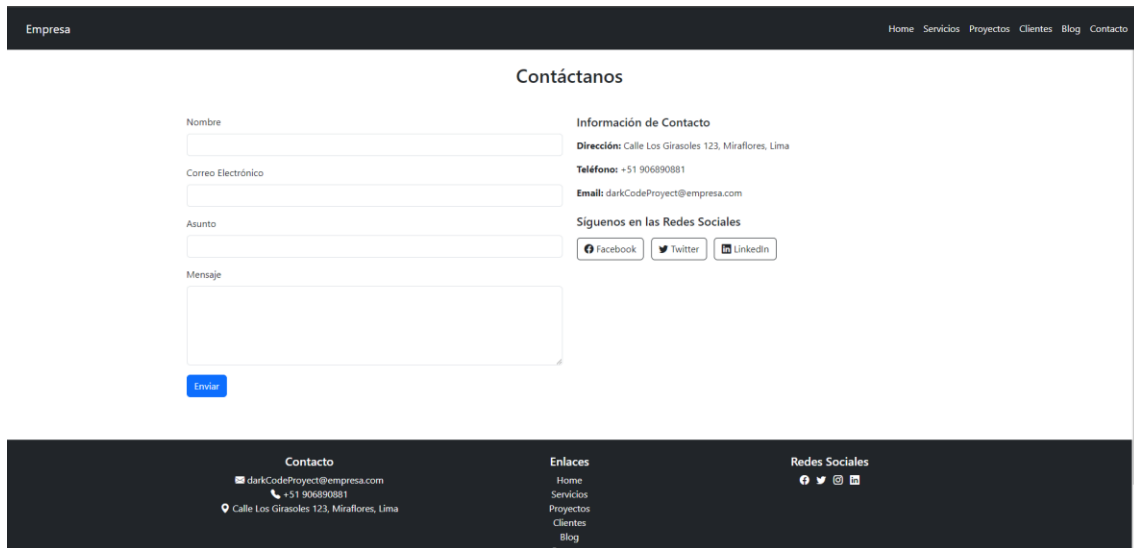 Empresa
Home Servicios Proyectos Clientes Blog Contacto
Contáctanos
Nombre
Correo Electrónico
Asunto
Mensaje
Enviar
Información de Contacto
Dirección: Calle Los Girasoles 123, Miraflores, Lima
Teléfono: +51 906890881
Email: darkCodeProyect@empresa.com
Síguenos en las Redes Sociales
Facebook Twitter LinkedIn
Contacto
darkCodeProyect@empresa.com
+51 906890881
Calle Los Girasoles 123, Miraflores, Lima
Enlaces
Home
Servicios
Proyectos
Clientes
Blog
Redes Sociales